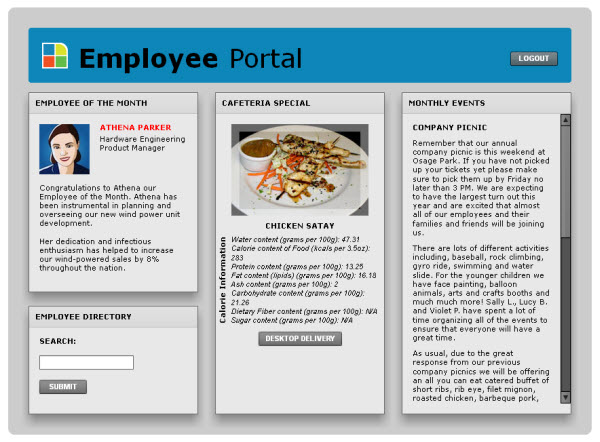 Employee Portal
LOGOUT
EMPLOYEE OF THE MONTH
ATHENA PARKER
Hardware Engineering
Product Manager
Congratulations to Athena our
Employee of the Month. Athena has
been instrumental in planning and
overseeing our new wind power unit
development.
Her dedication and infectious
enthusiasm has helped to increase
our wind-powered sales by 8%
throughout the nation.
EMPLOYEE DIRECTORY
SEARCH:
SUBMIT
CAFETERIA SPECIAL
CHICKEN SATAY
Calorie Information
Water content (grams per 100g): 47.31
Calorie content of Food (kcals per 3.5oz):
283
Protein content (grams per 100g): 13.25
Fat content (lipids) (grams per 100g): 16.18
Ash content (grams per 100g): 2
Carbohydrate content (grams per 100g):
21.26
Dietary Fiber content (grams per 100g): N/A
Sugar content (grams per 100g): N/A
DESKTOP DELIVERY
MONTHLY EVENTS
COMPANY PICNIC
Remember that our annual
company picnic is this weekend at
Osage Park. If you have not picked
up your tickets yet please make
sure to pick them up by Friday no
later than 3 PM. We are expecting
to have the largest turn out this
year and are excited that almost
all of our employees and their
families and friends will be joining
us.
There are lots of different activities
including, baseball, rock climbing,
gyro ride, swimming and water
slide. For the younger children we
have face painting, balloon
animals, arts and crafts booths and
much much more! Sally L., Lucy B.
and Violet P. have spent a lot of
time organizing all of the events to
ensure that everyone will have a
great time.
As usual, due to the great
response from our previous
company picnics we will be offering
an all you can eat catered buffet of
short ribs, rib eye, filet mignon,
roasted chicken, barbeque pork,